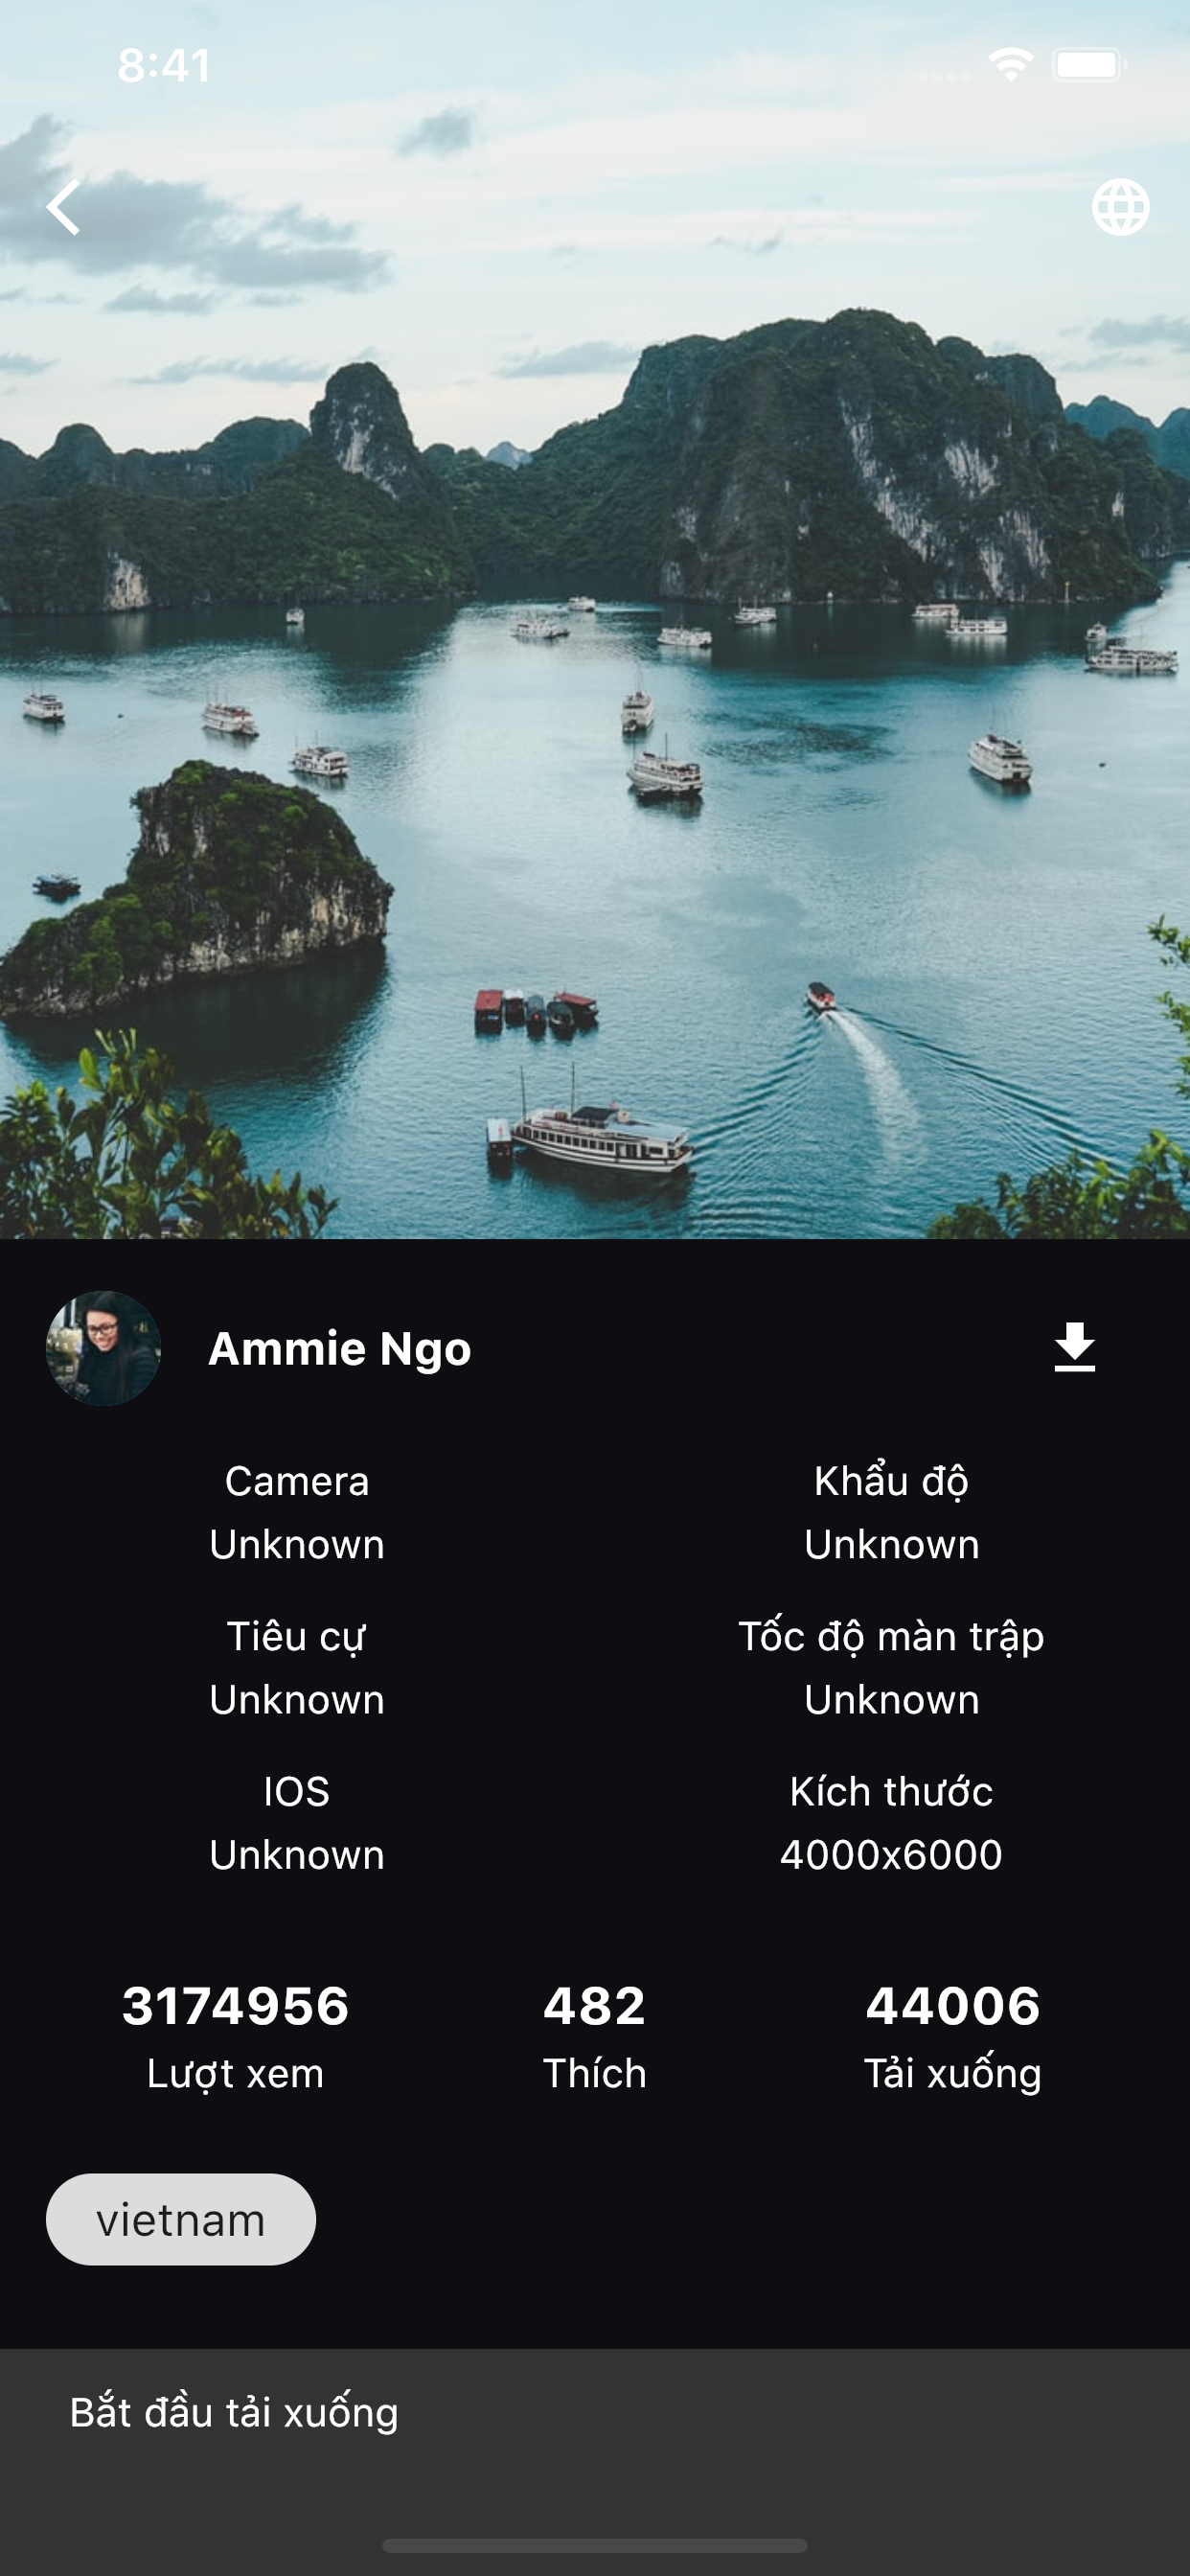 8:41
Ammie Ngo
Camera
Unknown
Khẩu độ
Unknown
Tiêu cự
Unknown
Tốc độ màn trập
Unknown
IOS
Unknown
Kích thước
4000x6000
3174956
Lượt xem
482
Thích
44006
Tải xuống
vietnam
Bắt đầu tải xuống